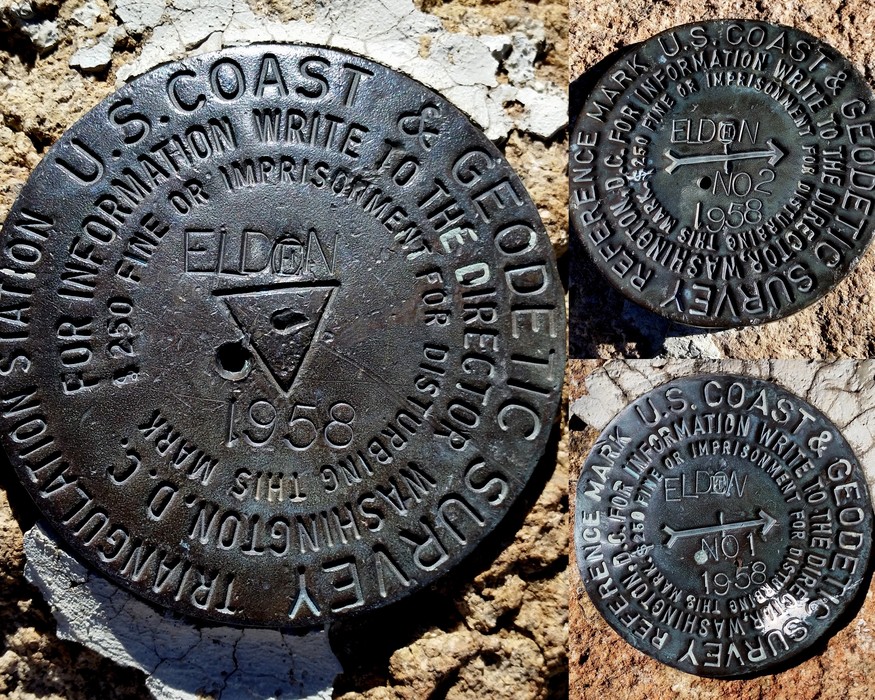 U.S. COAST & GEODETIC SURVEY
TRIANGULATION STATION
FOR INFORMATION WRITE TO THE DIRECTOR, WASHINGTON, D.C.
$250 FINE OR IMPRISONMENT FOR DISTURBING THIS MARK
ELDEN
1958
U.S. COAST & GEODETIC SURVEY
REFERENCE MARK
FOR INFORMATION WRITE TO THE DIRECTOR, WASHINGTON, D.C.
$250 FINE OR IMPRISONMENT FOR DISTURBING THIS MARK
ELDEN
NO 2
1958
U.S. COAST & GEODETIC SURVEY
REFERENCE MARK
FOR INFORMATION WRITE TO THE DIRECTOR, WASHINGTON, D.C.
$250 FINE OR IMPRISONMENT FOR DISTURBING THIS MARK
ELDEN
NO 1
1958